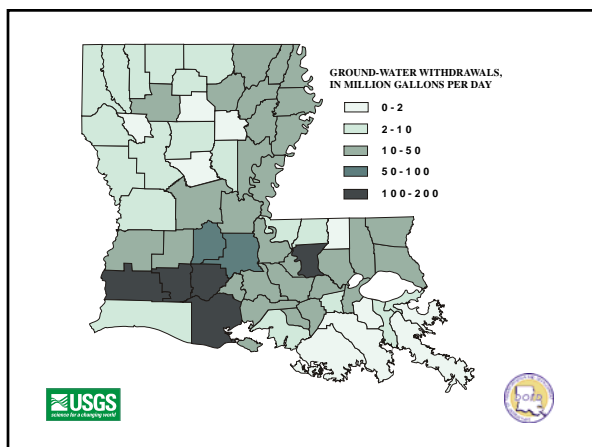 GROUND-WATER WITHDRAWALS,
IN MILLION GALLONS PER DAY
0-2
2-10
10-50
50-100
100-200
USGS
science for a changing world
DOTD